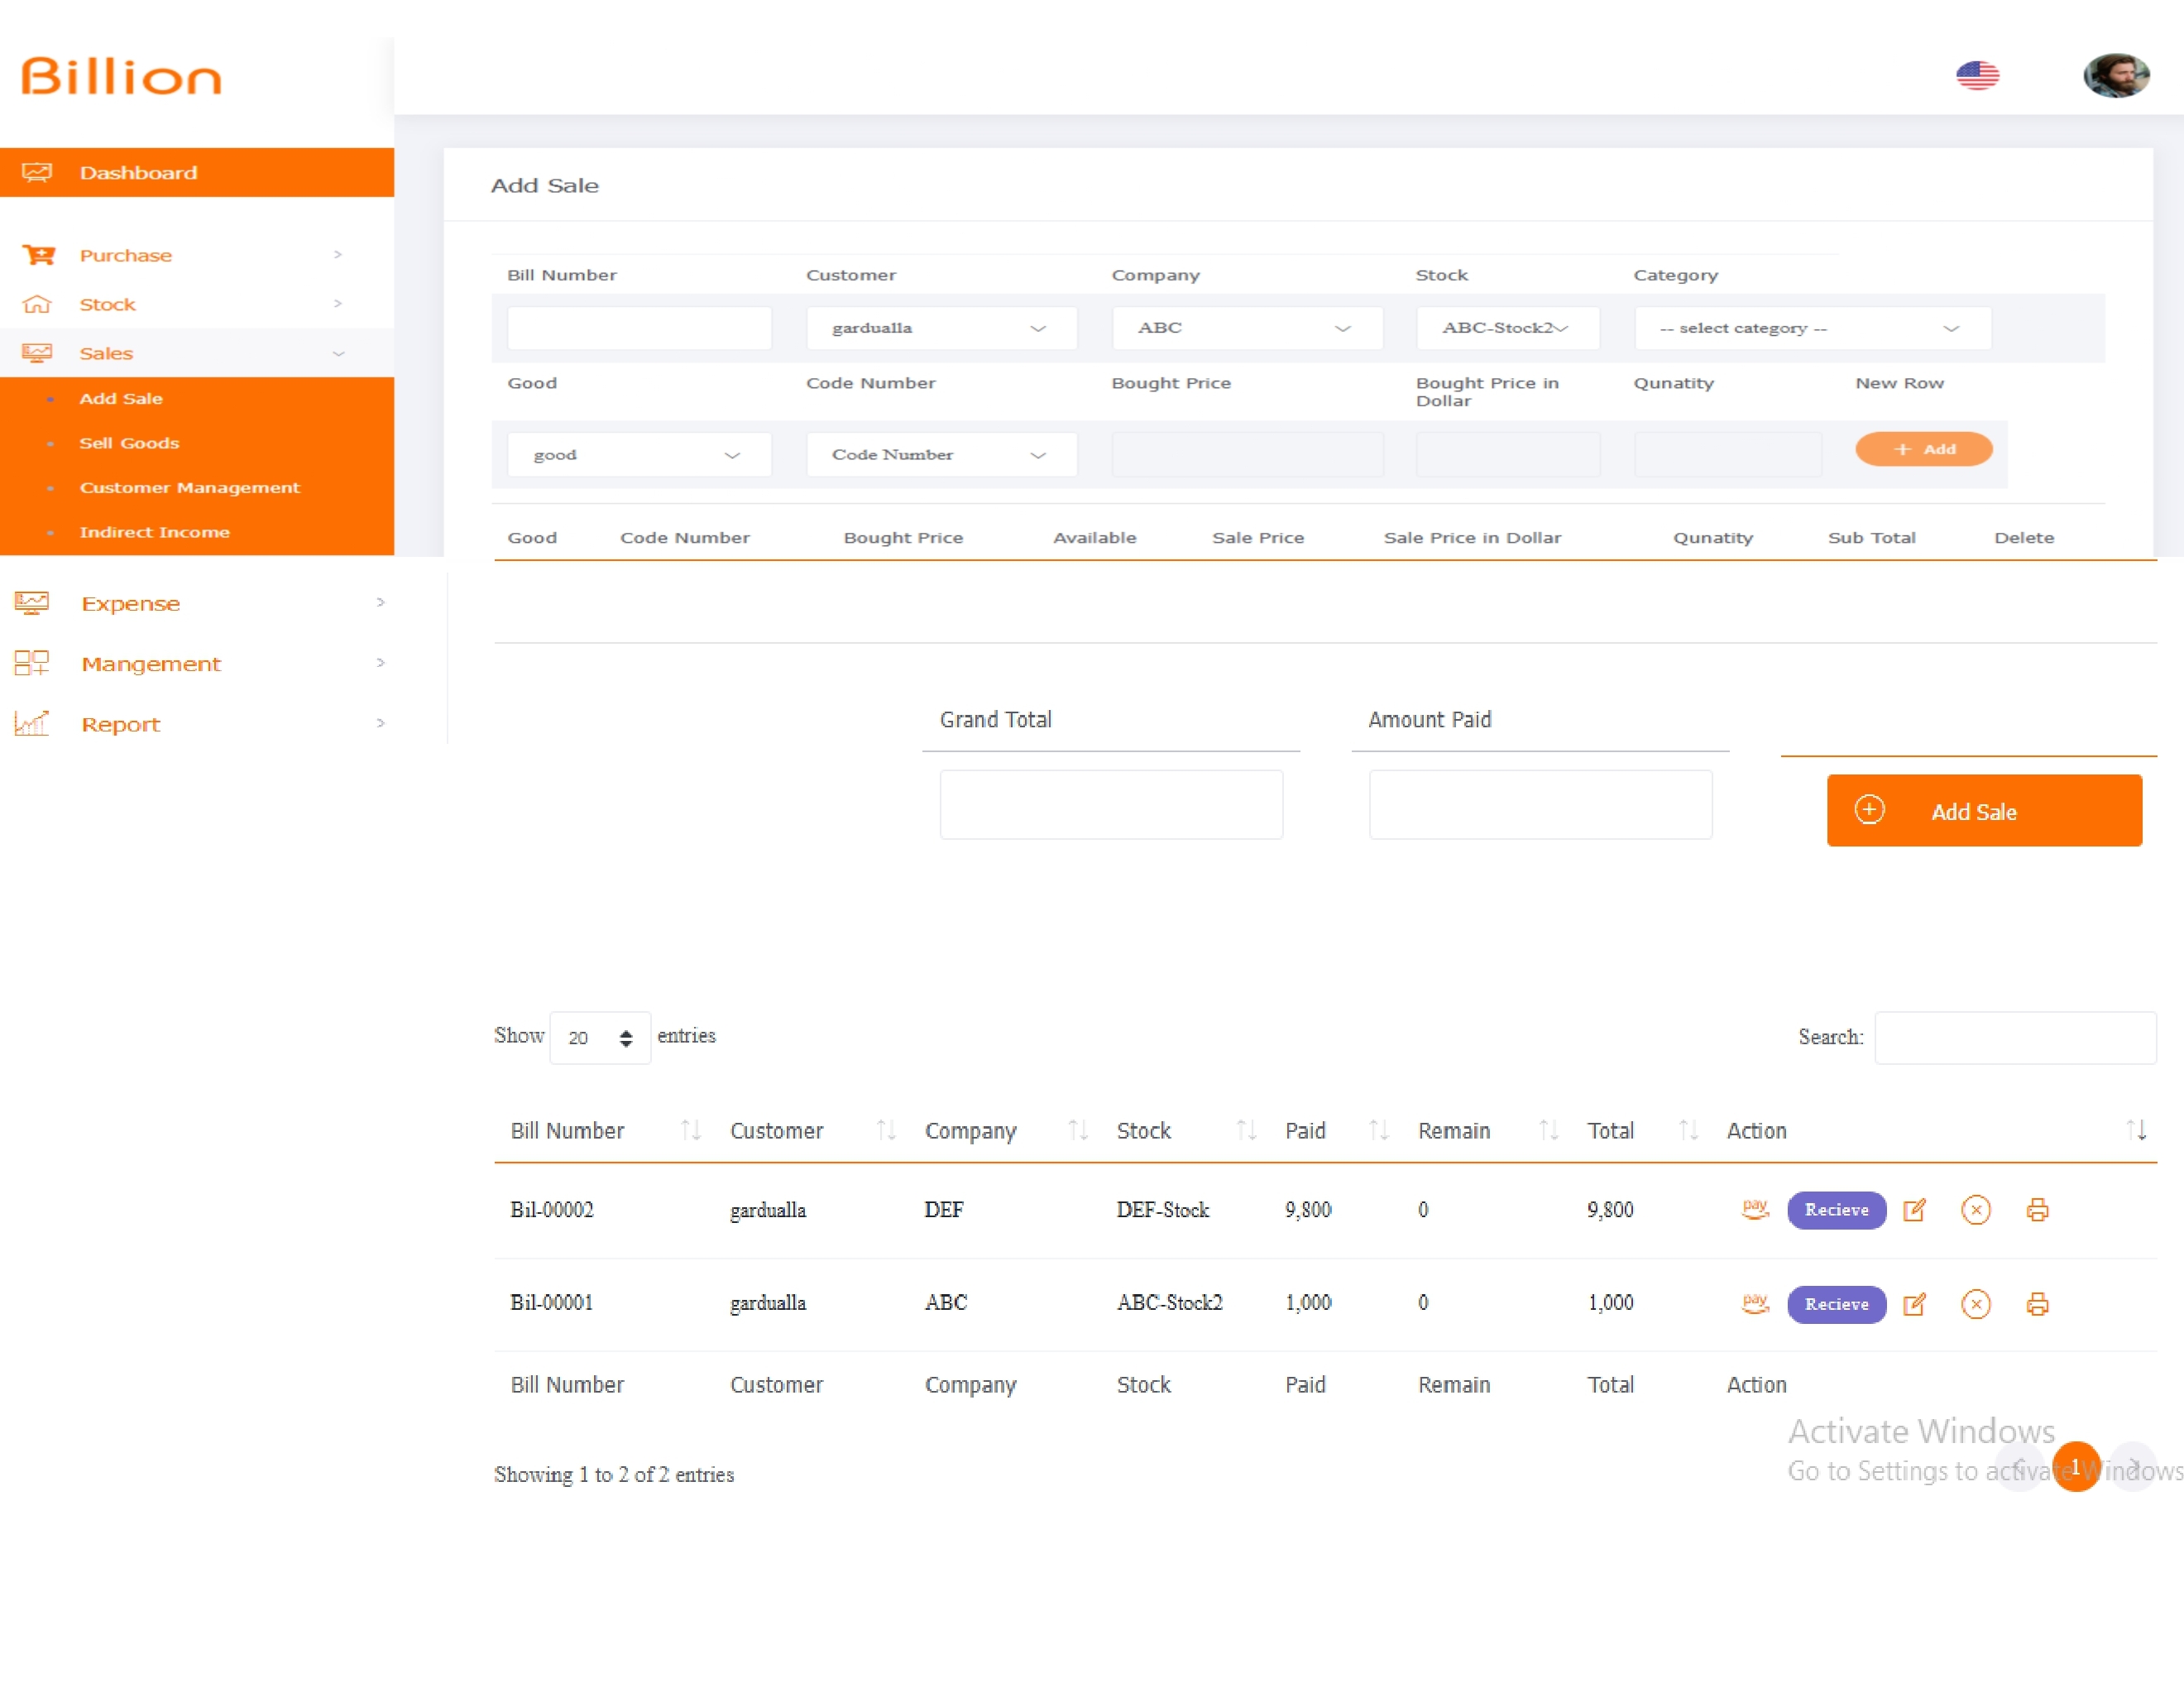 Billion
Dashboard
Purchase
Stock
Sales
Add Sale
Sell Goods
Customer Management
Indirect Income
Expense
Mangement
Report
Add Sale
Bill Number Customer Company Stock Category
gardualla ABC ABC-Stock2 -- select category --
Good Code Number Bought Price Bought Price in Dollar Qunatity New Row
good Code Number + Add
Good Code Number Bought Price Available Sale Price Sale Price in Dollar Qunatity Sub Total Delete
Grand Total Amount Paid
Add Sale
Show 20 entries Search:
Bill Number Customer Company Stock Paid Remain Total Action
Bil-00002 gardualla DEF DEF-Stock 9,800 0 9,800 pay Recieve
Bil-00001 gardualla ABC ABC-Stock2 1,000 0 1,000 pay Recieve
Bill Number Customer Company Stock Paid Remain Total Action
Showing 1 to 2 of 2 entries
1
Activate Windows
Go to Settings to activate Windows